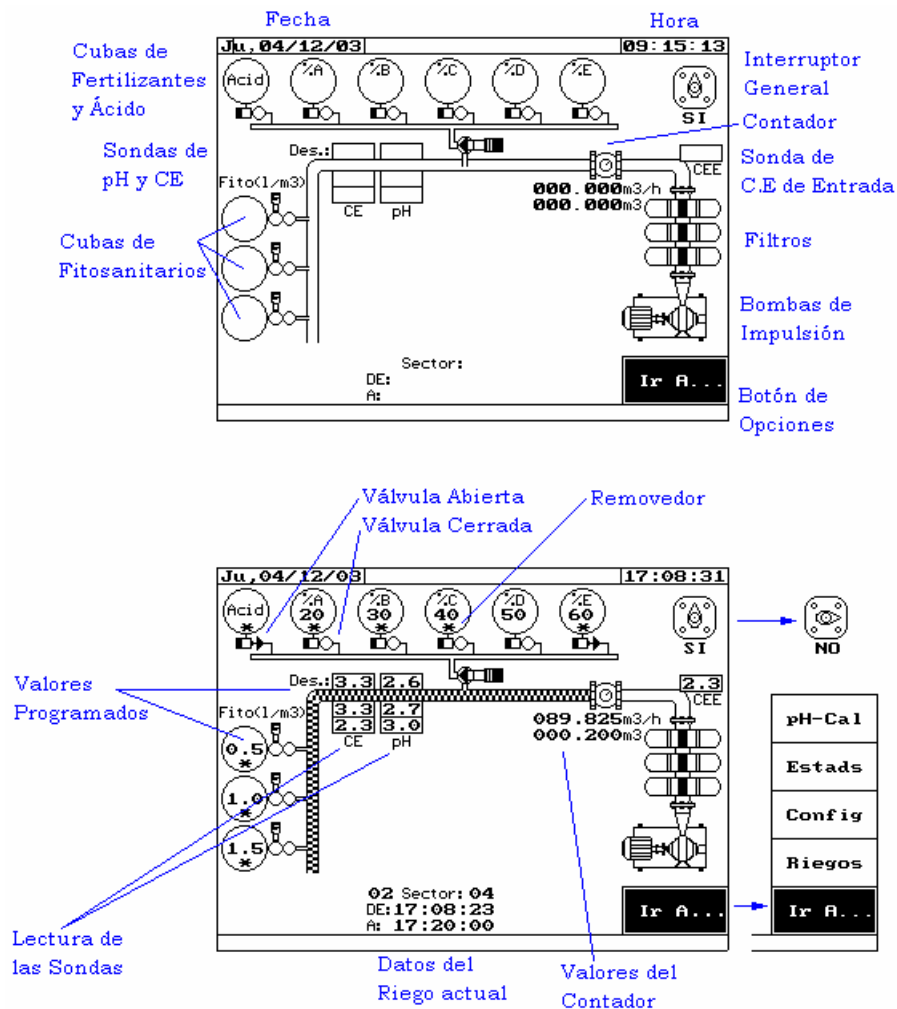 Fecha
Hora
Ju,04/12/03
09:15:13
Cubas de
Fertilizantes
y Ácido
Acid
%A
%B
%C
%D
%E
Interruptor
General
SI
Contador
Sondas de
pH y CE
Des.:
CEE
Sonda de
C.E de Entrada
Fito(l/m3)
CE
pH
000.000m3/h
000.000m3
Cubas de
Fitosanitarios
Filtros
Bombas de
Impulsión
Sector:
DE:
A:
Ir A...
Botón de
Opciones
Válvula Abierta
Válvula Cerrada
Removedor
Ju,04/12/03
17:08:31
Acid
*
%A
20
*
%B
30
*
%C
40
*
%D
50
%E
60
*
SI
NO
Valores
Programados
Des.:
3.3
2.6
3.3
2.7
2.3
3.0
CE
pH
2.3
CEE
Fito(l/m3)
0.5
*
1.0
*
1.5
*
089.825m3/h
000.200m3
pH-Cal
Estads
Config
Riegos
Ir A...
02 Sector: 04
DE:17:08:23
A: 17:20:00
Ir A...
Lectura de
las Sondas
Datos del
Riego actual
Valores del
Contador